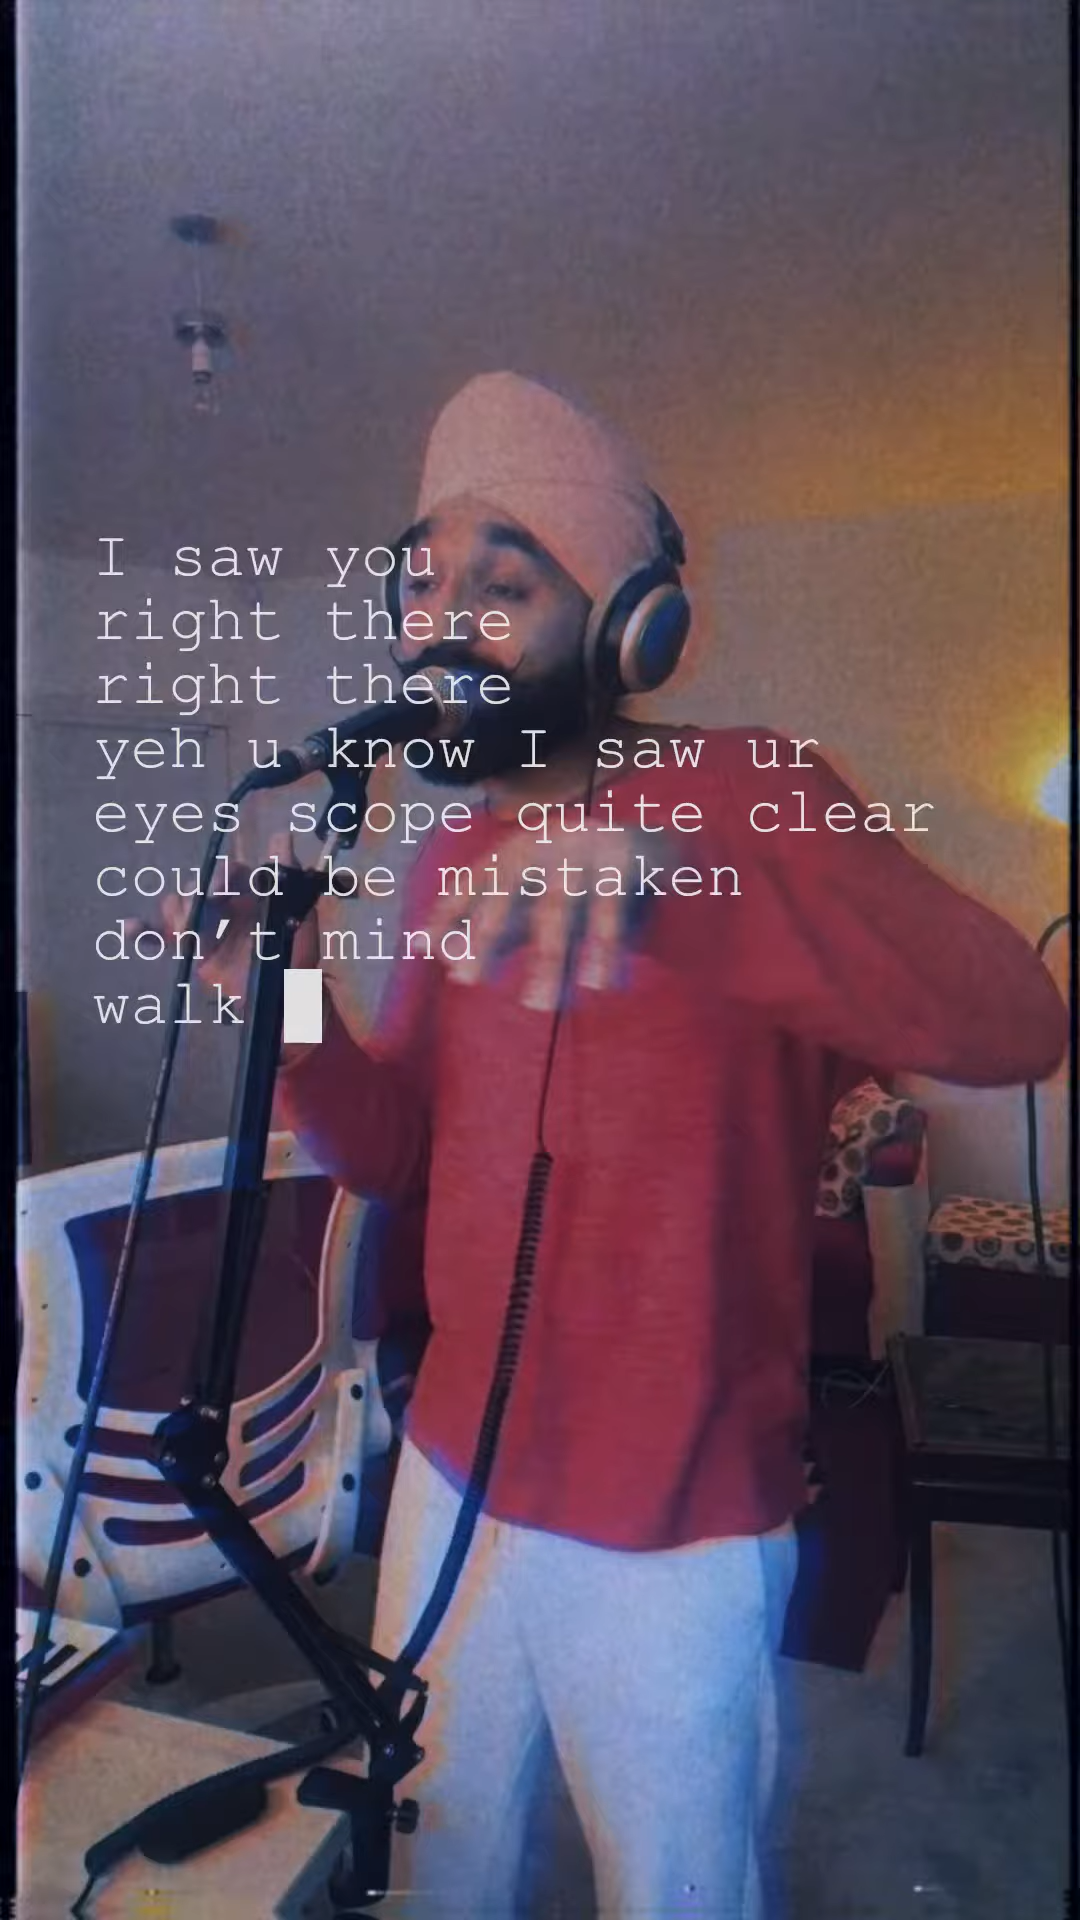 I saw you
right there
right there
yeh u know I saw ur
eyes scope quite clear
could be mistaken
don't mind
walk